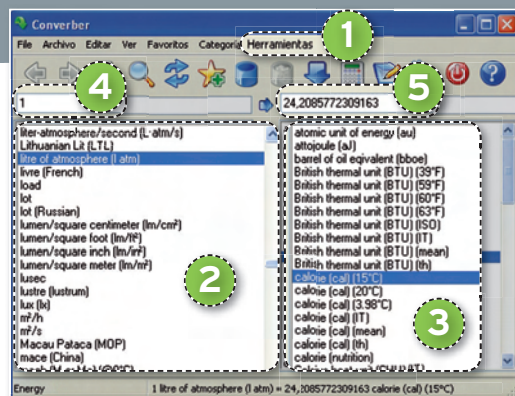 Converber
File Archivo Editar Ver Favoritos Categoría Herramientas
1
4
5
1
24,2085772309163
liter-atmosphere/second (L·atm/s)
Lithuanian Lit (LTL)
litre of atmosphere (l atm)
livre (French)
load
lot
lot (Russian)
lumen/square centimeter (lm/cm²)
lumen/square foot (lm/ft²)
lumen/square inch (lm/in²)
lumen/square meter (lm/m²)
lusec
lustre (lustrum)
lux (lx)
m³/h
m³/s
Macau Pataca (MOP)
mace (China)
2
atomic unit of energy (au)
attojoule (aJ)
barrel of oil eqivalent (bboe)
British thermal unit (BTU) (39°F)
British thermal unit (BTU) (59°F)
British thermal unit (BTU) (60°F)
British thermal unit (BTU) (63°F)
British thermal unit (BTU) (ISO)
British thermal unit (BTU) (IT)
British thermal unit (BTU) (mean)
British thermal unit (BTU) (th)
calorie (cal) (15°C)
calorie (cal) (20°C)
calorie (cal) (3.98°C)
calorie (cal) (IT)
calorie (cal) (mean)
calorie (cal) (th)
calorie (nutrition)
3
Energy
1 litre of atmosphere (l atm) = 24,2085772309163 calorie (cal) (15°C)